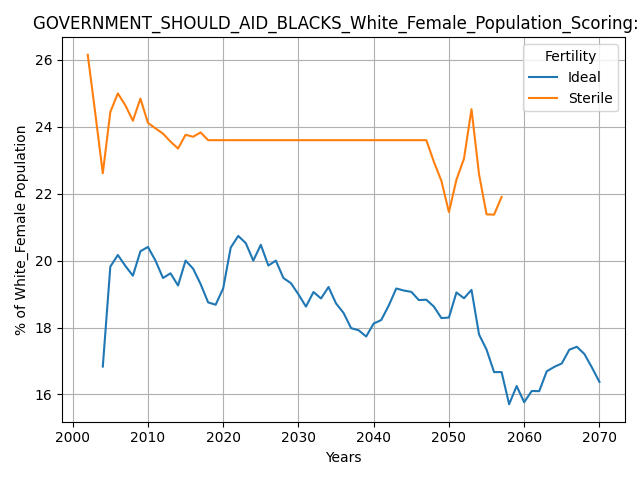 GOVERNMENT_SHOULD_AID_BLACKS_White_Female_Population_Scoring:
Fertility
Ideal
Sterile
% of White_Female Population
26
24
22
20
18
16
2000 2010 2020 2030 2040 2050 2060 2070
Years